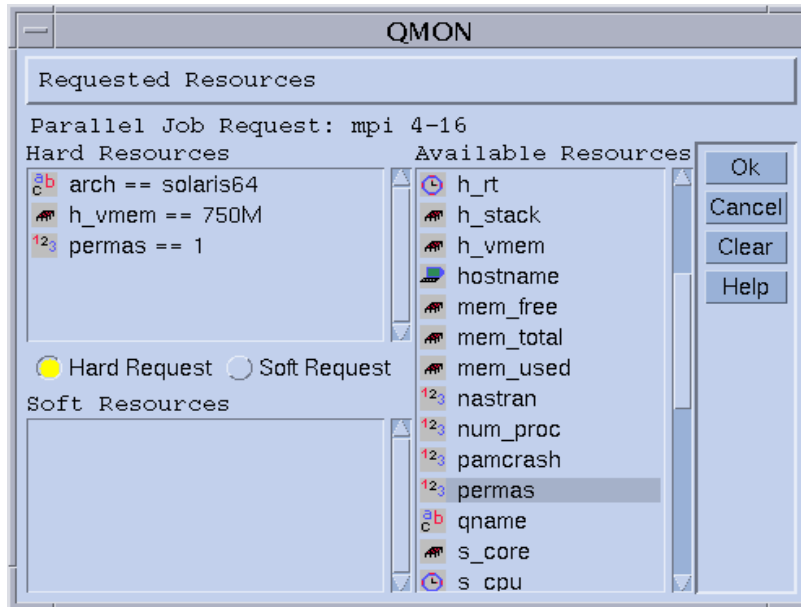 QMON
Requested Resources
Parallel Job Request: mpi 4-16
Hard Resources
arch == solaris64
h_vmem == 750M
permas == 1
Hard Request
Soft Request
Soft Resources
Available Resources
h_rt
h_stack
h_vmem
hostname
mem_free
mem_total
mem_used
nastran
num_proc
pamcrash
permas
qname
s_core
s_cpu
Ok
Cancel
Clear
Help